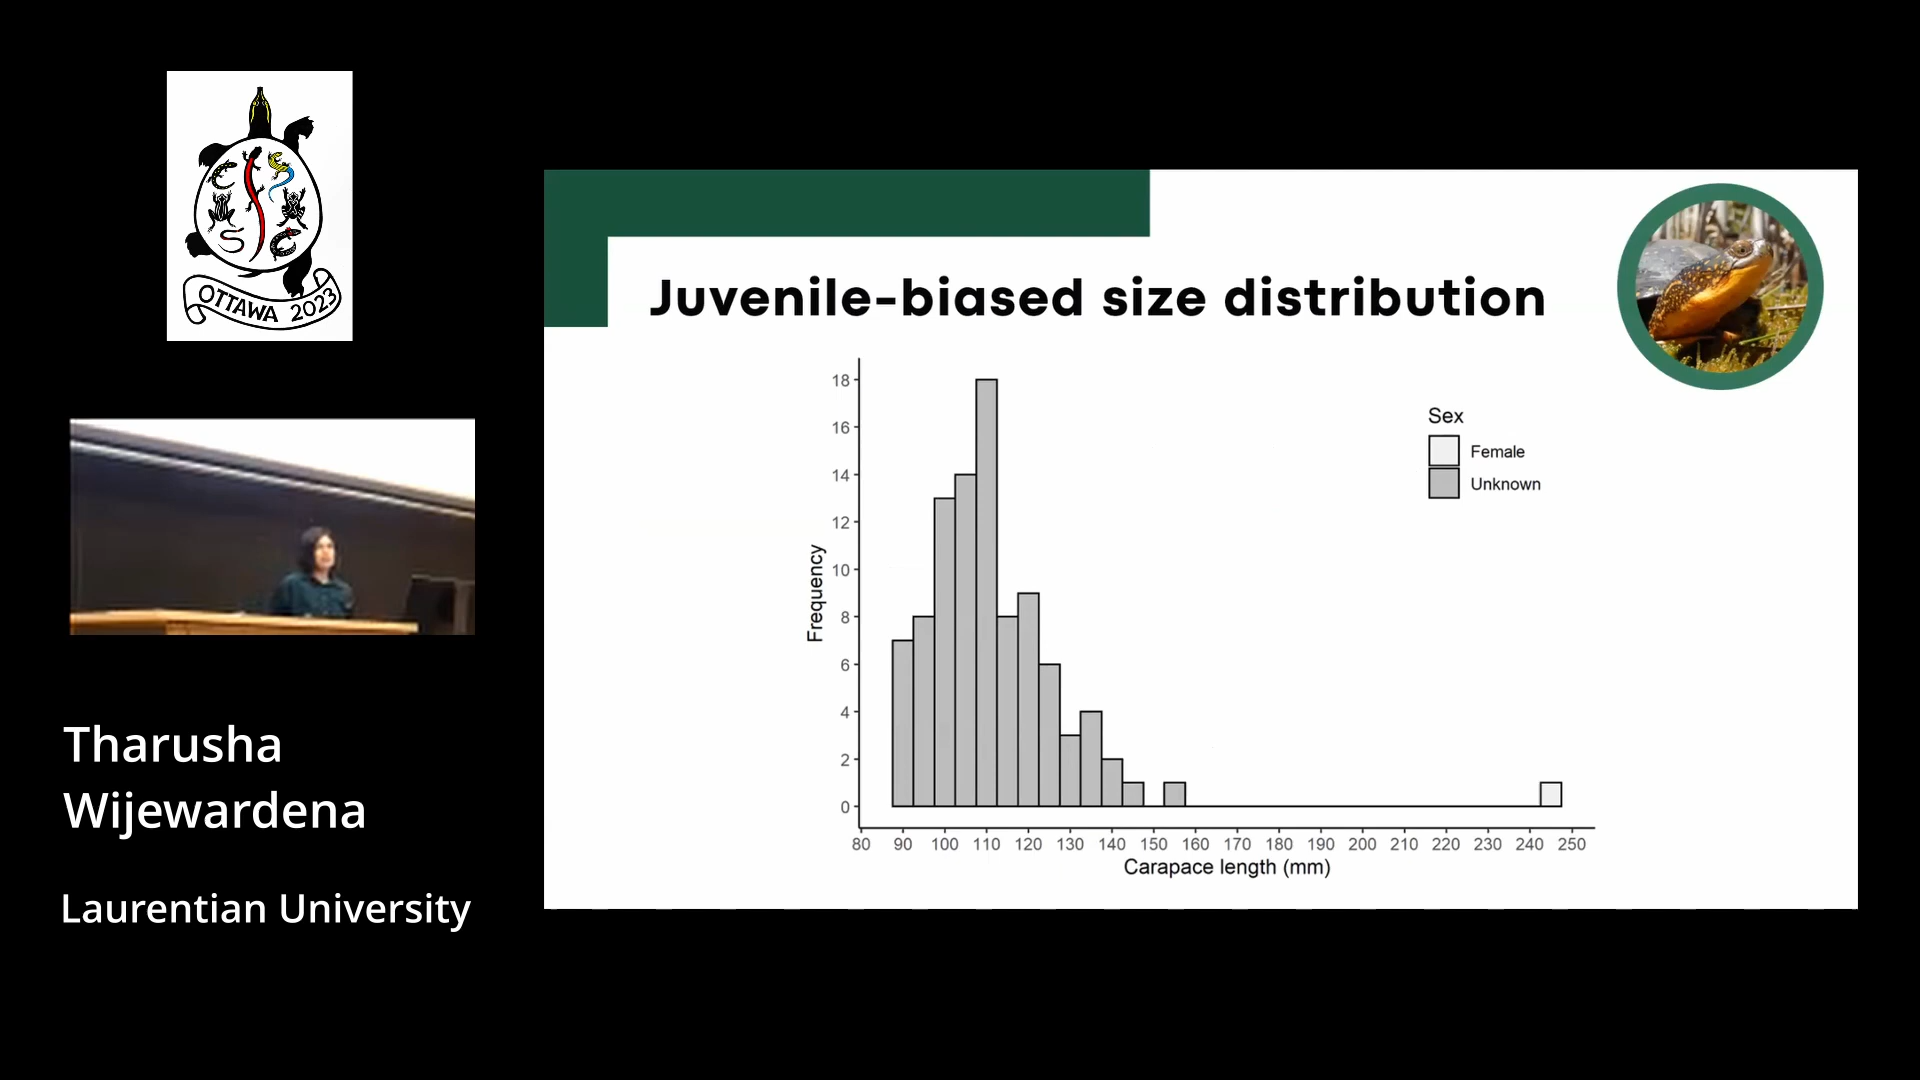 OTTAWA 2023
Tharusha
Wijewardena
Laurentian University
Juvenile-biased size distribution
Frequency
18
16
14
12
10
8
6
4
2
0
80 90 100 110 120 130 140 150 160 170 180 190 200 210 220 230 240 250
Carapace length (mm)
Sex
Female
Unknown